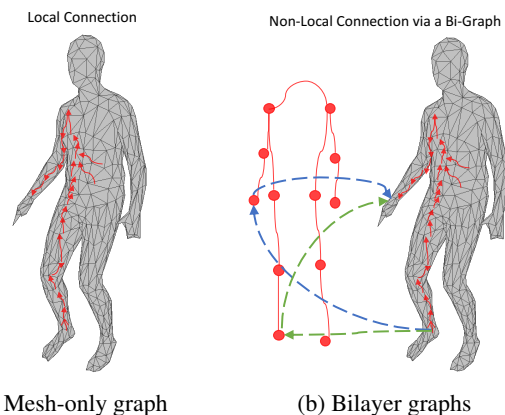 Local Connection
Non-Local Connection via a Bi-Graph
Mesh-only graph
(b) Bilayer graphs